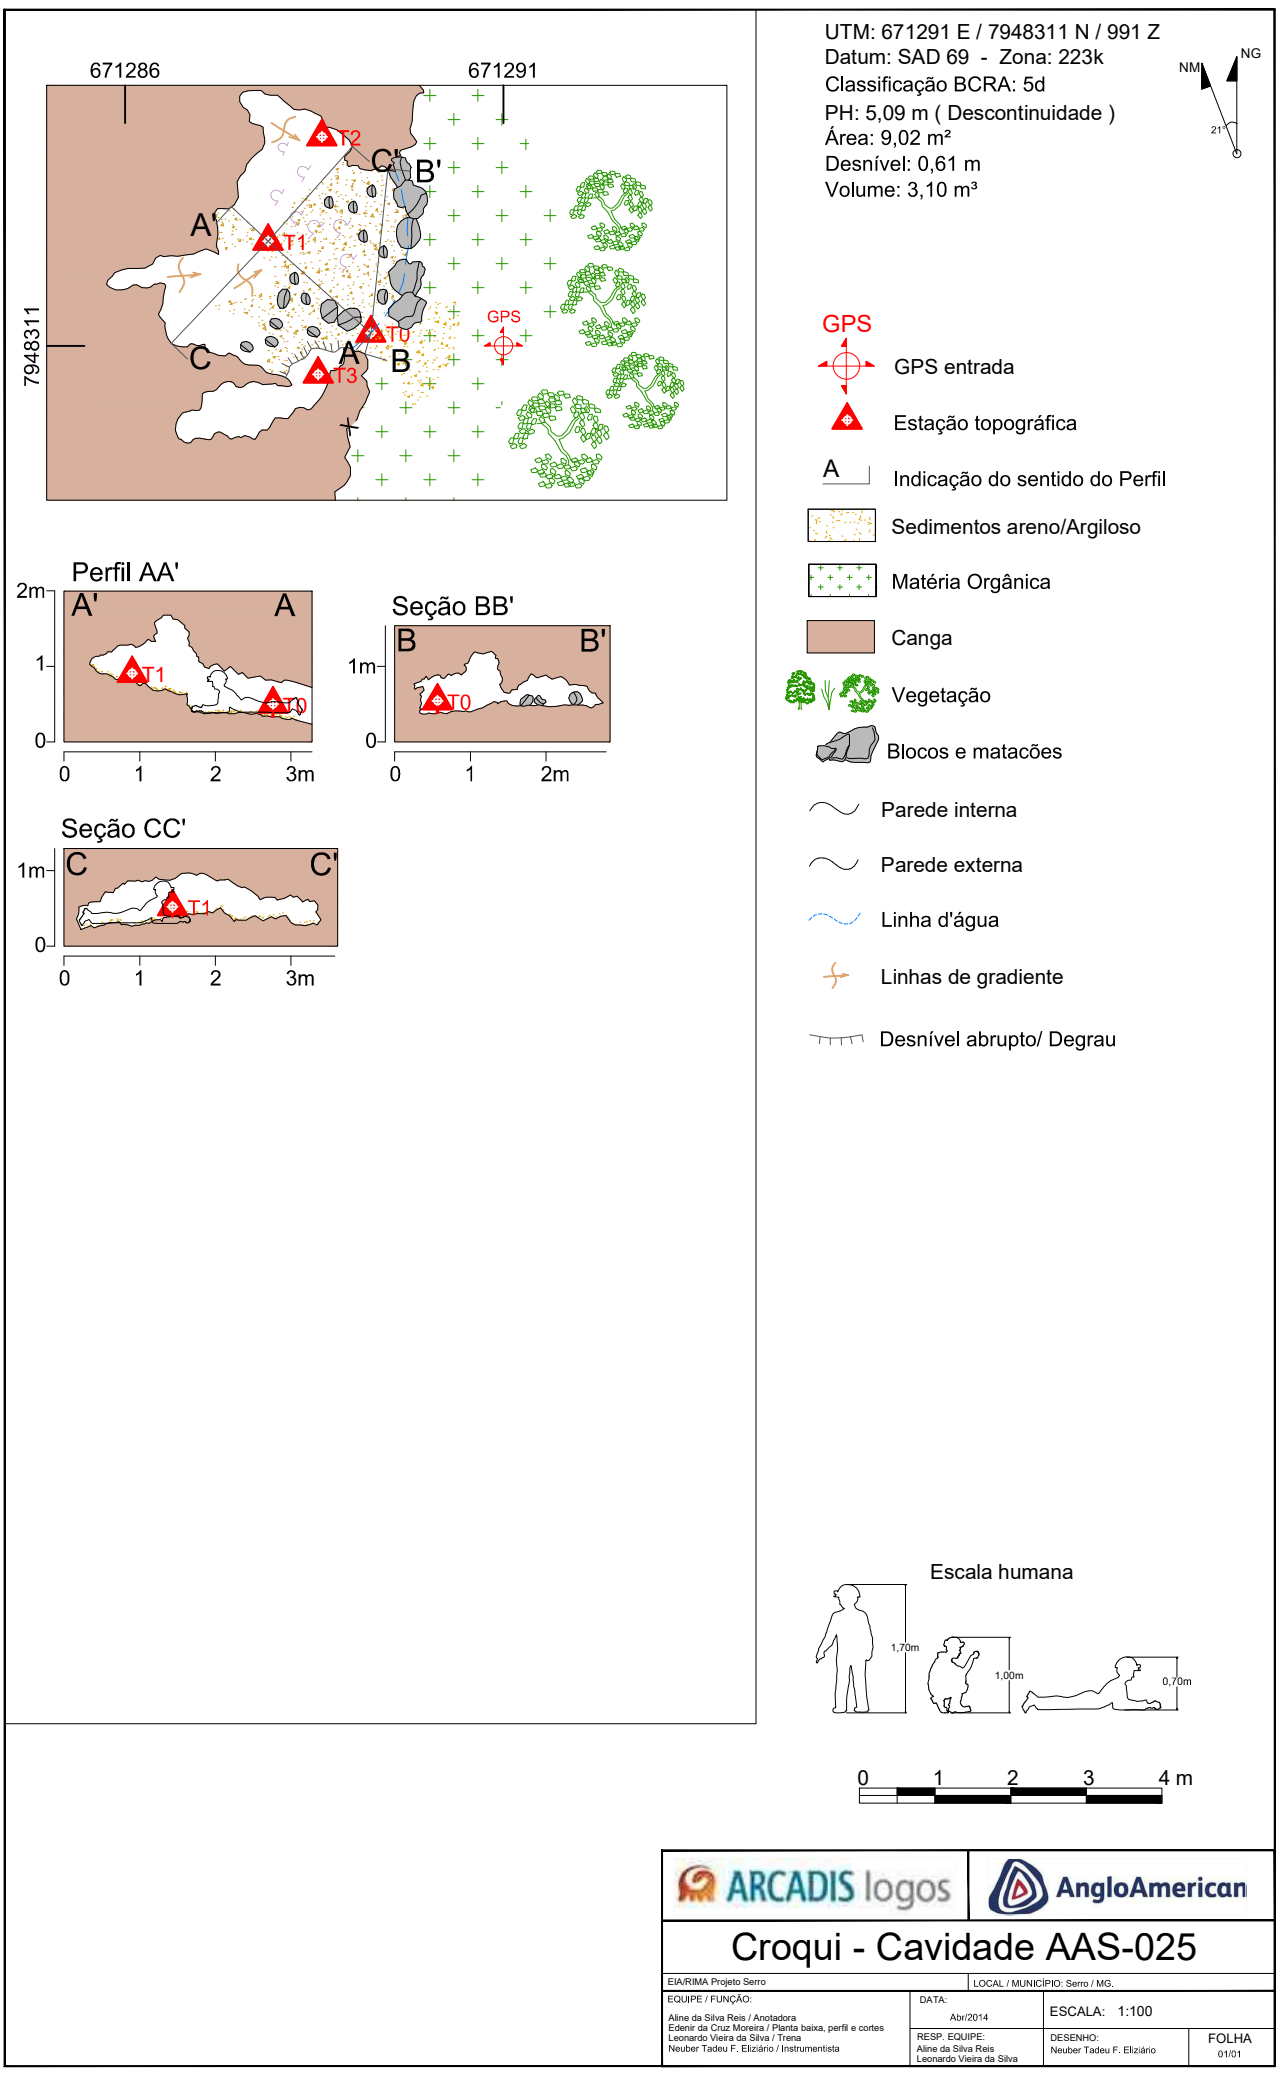 UTM: 671291 E / 7948311 N / 991 Z
Datum: SAD 69 - Zona: 223k
Classificação BCRA: 5d
PH: 5,09 m ( Descontinuidade )
Área: 9,02 m²
Desnível: 0,61 m
Volume: 3,10 m³
NM
NG
21°
671286
671291
7948311
T2
C'
B'
A'
T1
T0
GPS
C
A
B
T3
GPS
GPS entrada
Estação topográfica
A
Indicação do sentido do Perfil
Sedimentos areno/Argiloso
Matéria Orgânica
Canga
Vegetação
Blocos e matacões
Parede interna
Parede externa
Linha d'água
Linhas de gradiente
Desnível abrupto/ Degrau
Perfil AA'
2m
1
0
A'
A
T1
T0
0
1
2
3m
Seção BB'
1m
0
B
B'
T0
0
1
2m
Seção CC'
1m
0
C
C'
T1
0
1
2
3m
Escala humana
1,70m
1,00m
0,70m
0
1
2
3
4 m
ARCADIS logos
AngloAmerican
Croqui - Cavidade AAS-025
EIA/RIMA Projeto Serro
LOCAL / MUNICÍPIO: Serro / MG.
EQUIPE / FUNÇÃO:
Aline da Silva Reis / Anotadora
Edenir da Cruz Moreira / Planta baixa, perfil e cortes
Leonardo Vieira da Silva / Trena
Neuber Tadeu F. Eliziário / Instrumentista
DATA:
Abr/2014
ESCALA: 1:100
RESP. EQUIPE:
Aline da Silva Reis
Leonardo Vieira da Silva
DESENHO:
Neuber Tadeu F. Eliziário
FOLHA
01/01